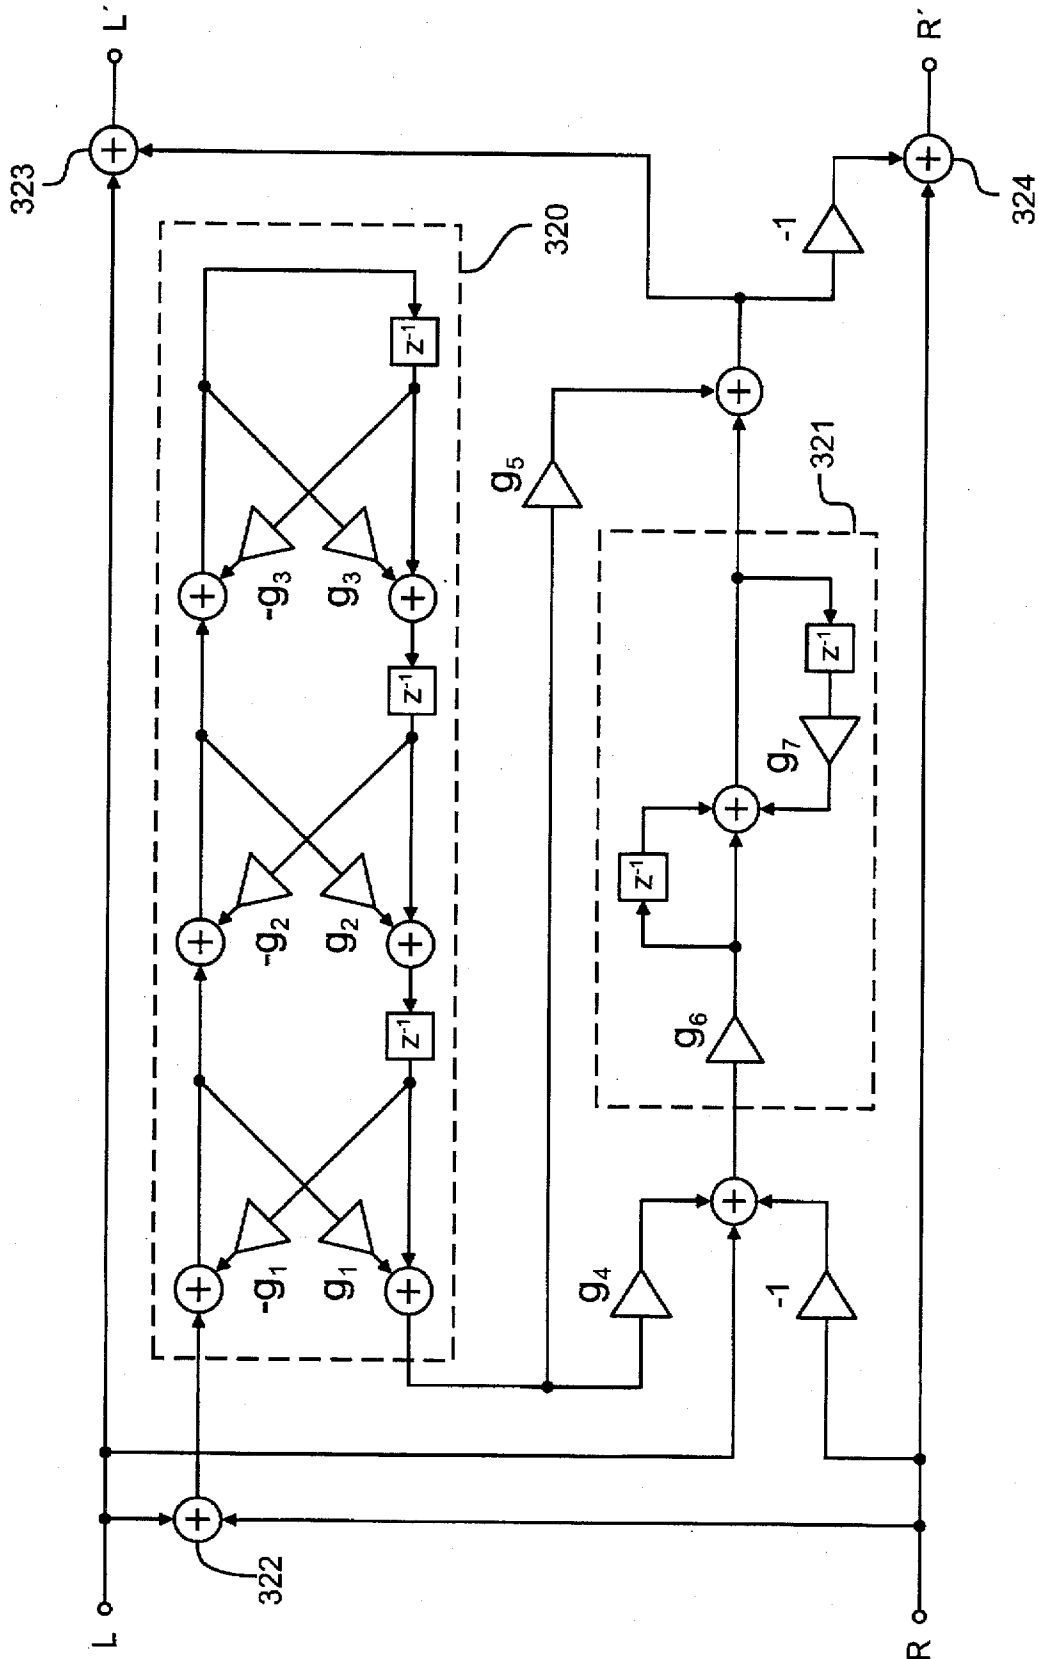 L
L´
R
R´
322
323
324
320
321
-g₁
g₁
-g₂
g₂
-g₃
g₃
z⁻¹
z⁻¹
z⁻¹
g₄
g₅
-1
g₆
z⁻¹
g₇
z⁻¹
-1
+
+
+
+
+
+
+
+
+
+
+
+